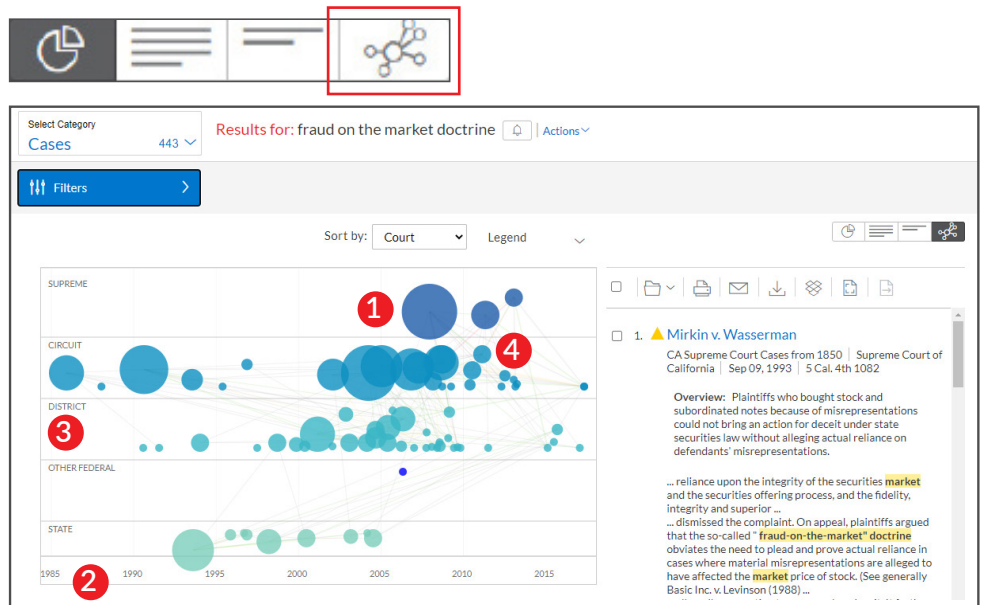 Select Category
Cases 443
Results for: fraud on the market doctrine
Actions
Filters
Sort by: Court Legend
SUPREME
1
CIRCUIT
4
DISTRICT
3
OTHER FEDERAL
STATE
2
1985 1990 1995 2000 2005 2010 2015
1. Mirkin v. Wasserman
CA Supreme Court Cases from 1850 | Supreme Court of
California | Sep 09, 1993 | 5 Cal. 4th 1082
Overview: Plaintiffs who bought stock and
subordinated notes because of misrepresentations
could not bring an action for deceit under state
securities law without alleging actual reliance on
defendants' misrepresentations.
... reliance upon the integrity of the securities market
and the securities offering process, and the fidelity,
integrity and superior ...
... dismissed the complaint. On appeal, plaintiffs argued
that the so-called " fraud-on-the-market" doctrine
obviates the need to plead and prove actual reliance in
cases where material misrepresentations are alleged to
have affected the market price of stock. (See generally
Basic Inc. v. Levinson (1988) ...